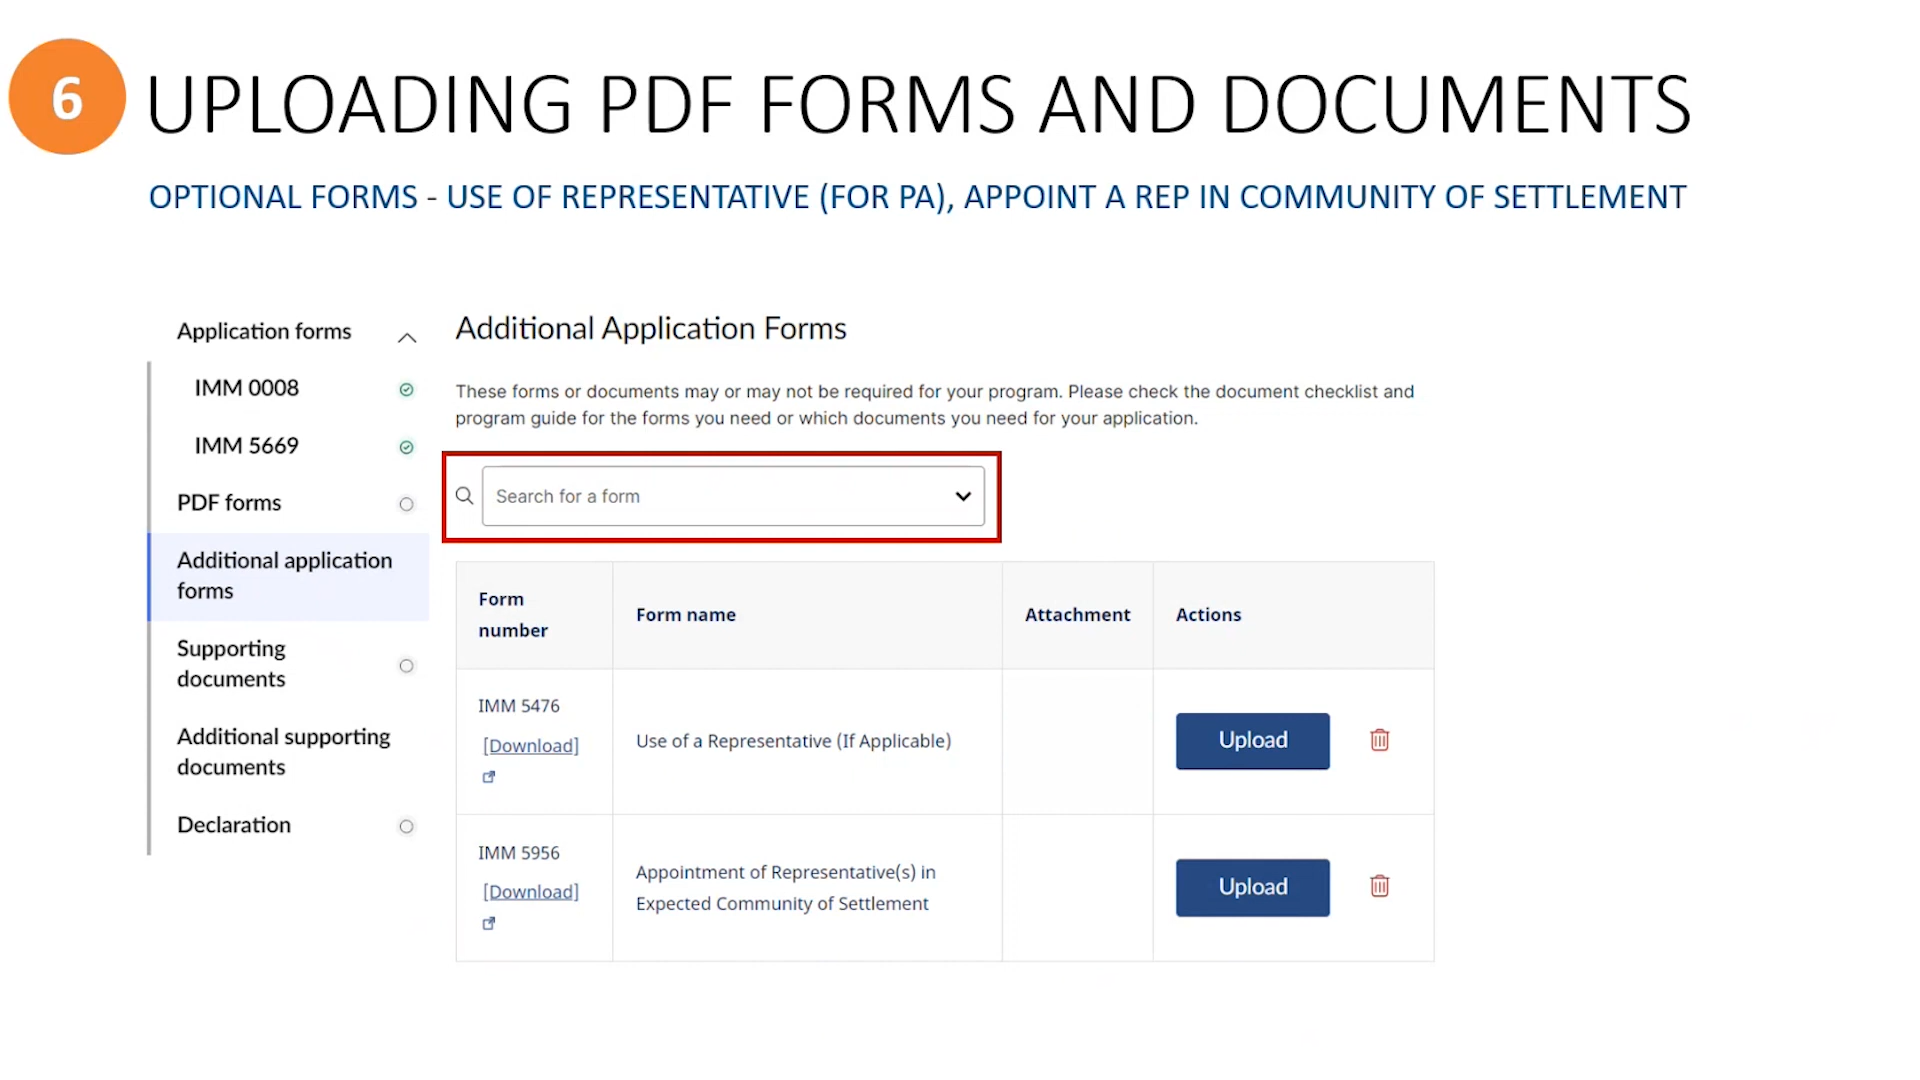 6
UPLOADING PDF FORMS AND DOCUMENTS
OPTIONAL FORMS - USE OF REPRESENTATIVE (FOR PA), APPOINT A REP IN COMMUNITY OF SETTLEMENT
Application forms
IMM 0008
IMM 5669
PDF forms
Additional application
forms
Supporting
documents
Additional supporting
documents
Declaration
Additional Application Forms
These forms or documents may or may not be required for your program. Please check the document checklist and
program guide for the forms you need or which documents you need for your application.
Search for a form
Form
number
Form name
Attachment
Actions
IMM 5476
[Download]
Use of a Representative (If Applicable)
Upload
IMM 5956
[Download]
Appointment of Representative(s) in
Expected Community of Settlement
Upload